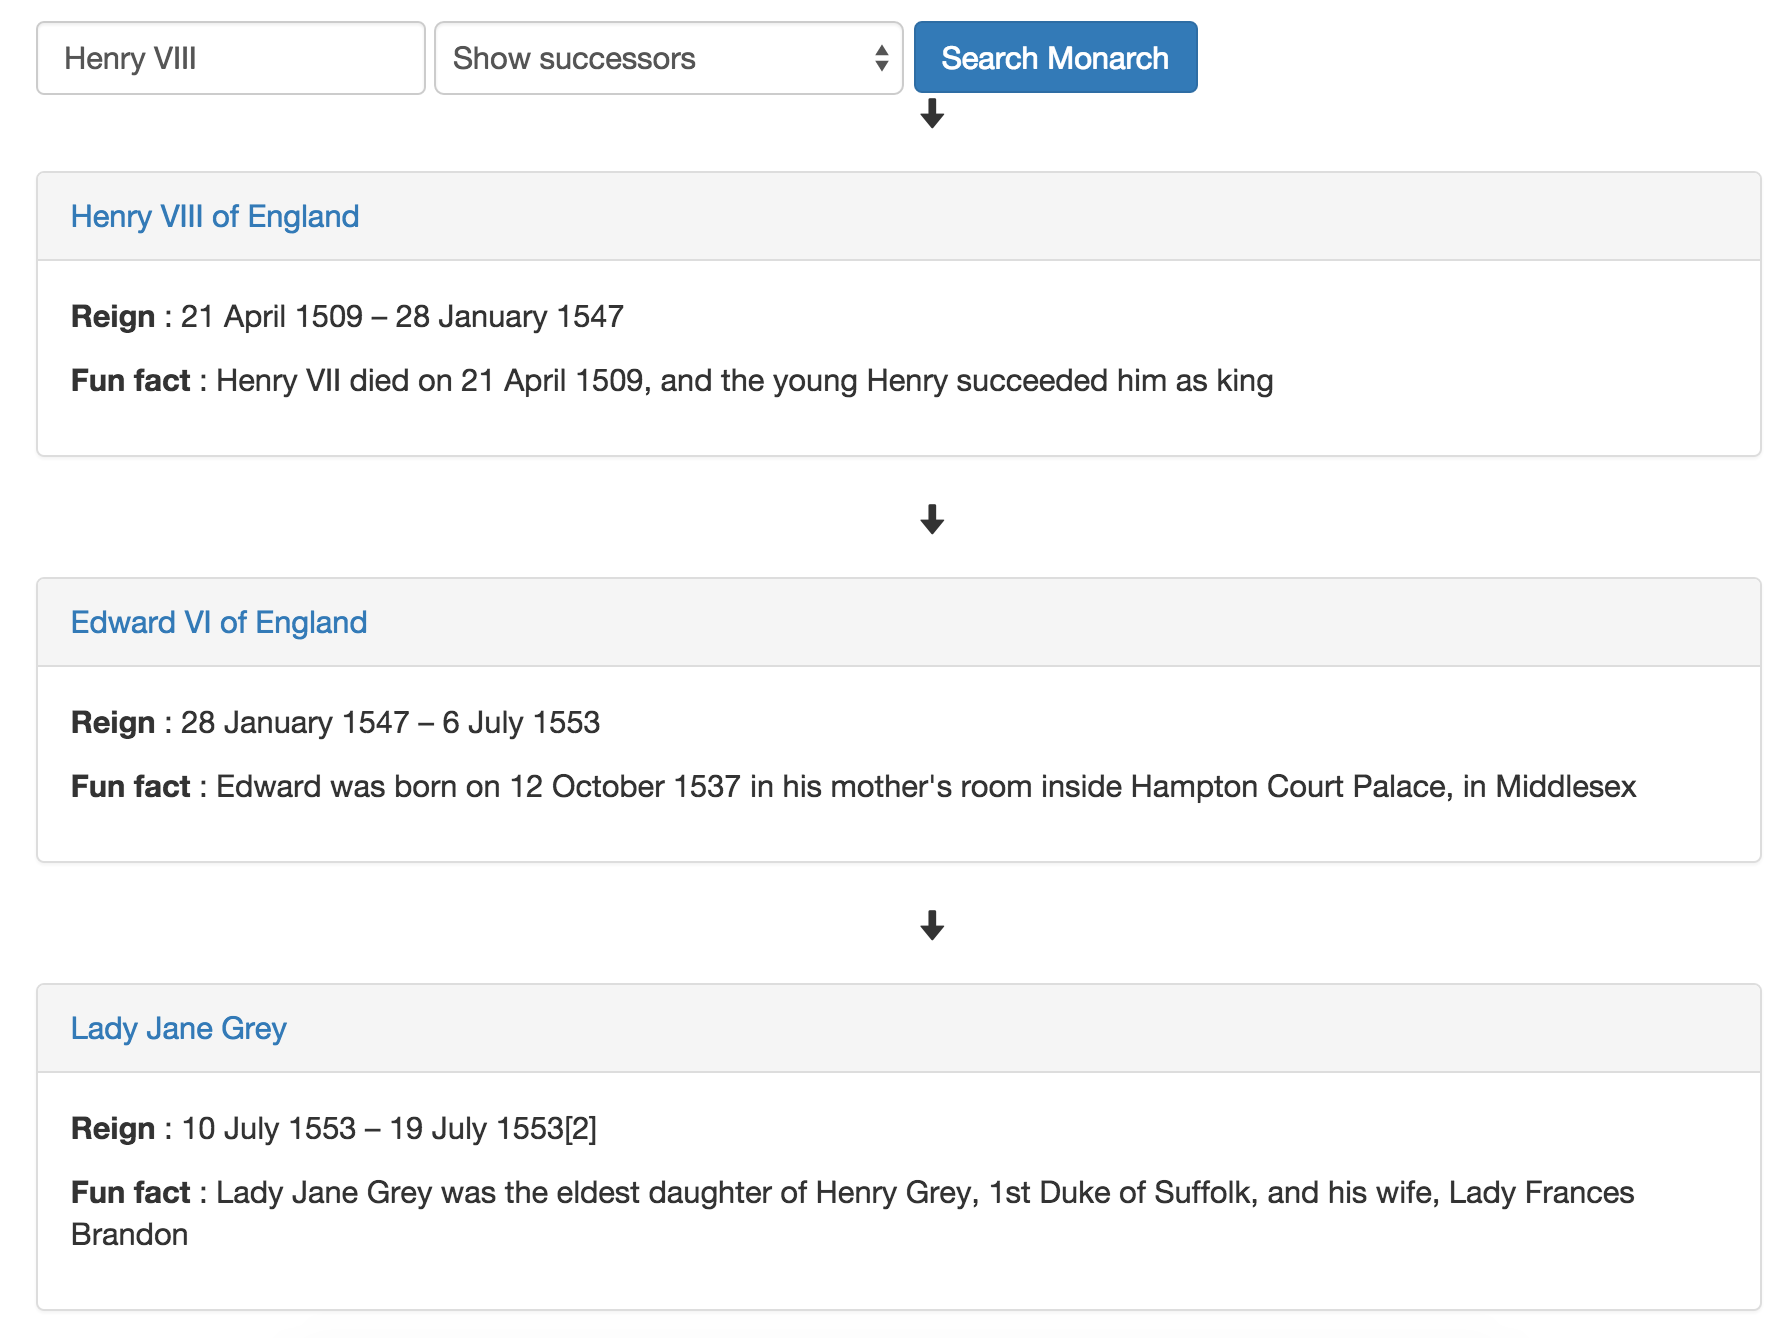 Henry VIII
Show successors
Search Monarch
Henry VIII of England
Reign : 21 April 1509 – 28 January 1547
Fun fact : Henry VII died on 21 April 1509, and the young Henry succeeded him as king
Edward VI of England
Reign : 28 January 1547 – 6 July 1553
Fun fact : Edward was born on 12 October 1537 in his mother's room inside Hampton Court Palace, in Middlesex
Lady Jane Grey
Reign : 10 July 1553 – 19 July 1553[2]
Fun fact : Lady Jane Grey was the eldest daughter of Henry Grey, 1st Duke of Suffolk, and his wife, Lady Frances
Brandon